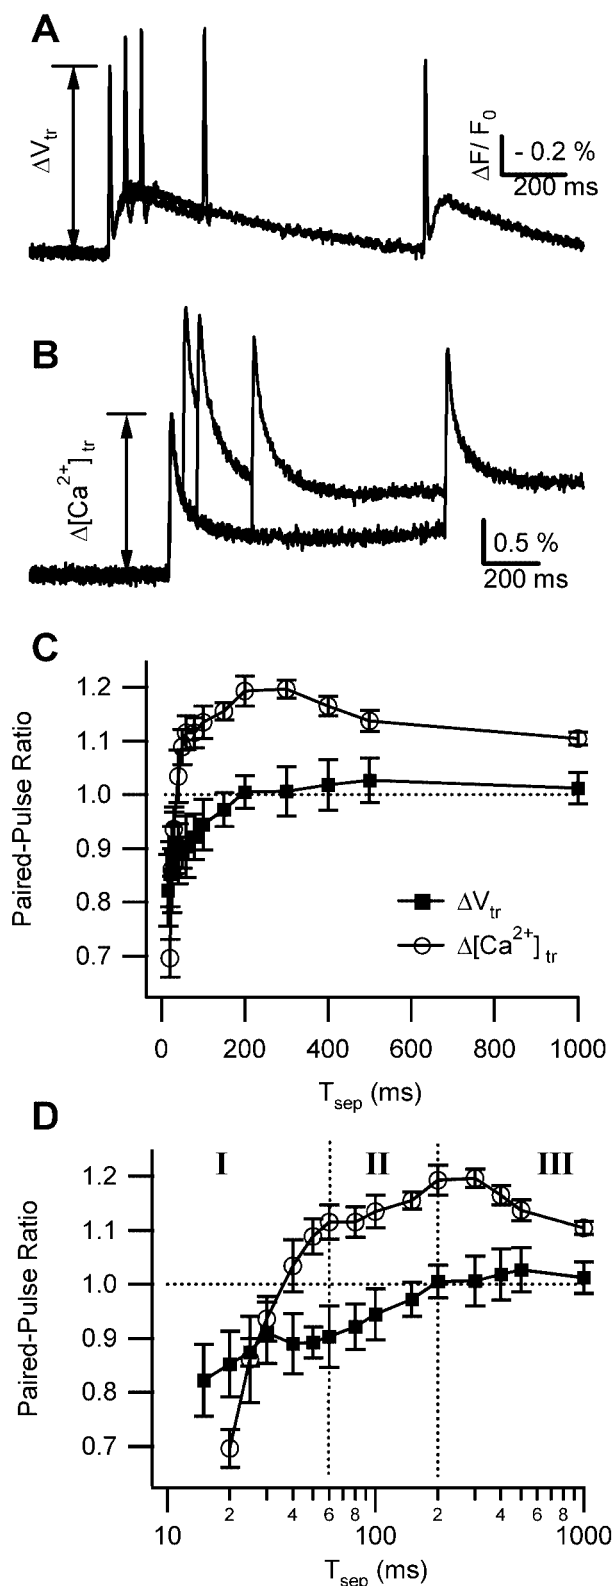 A
ΔV tr
ΔF/ F0
- 0.2 %
200 ms
B
Δ[Ca2+] tr
0.5 %
200 ms
C
Paired-Pulse Ratio
1.2
1.1
1.0
0.9
0.8
0.7
ΔVtr
Δ[Ca2+] tr
0 200 400 600 800 1000
Tsep (ms)
D
I II III
Paired-Pulse Ratio
1.2
1.1
1.0
0.9
0.8
0.7
2 4 6 8 2 4 6 8
10 100 1000
Tsep (ms)